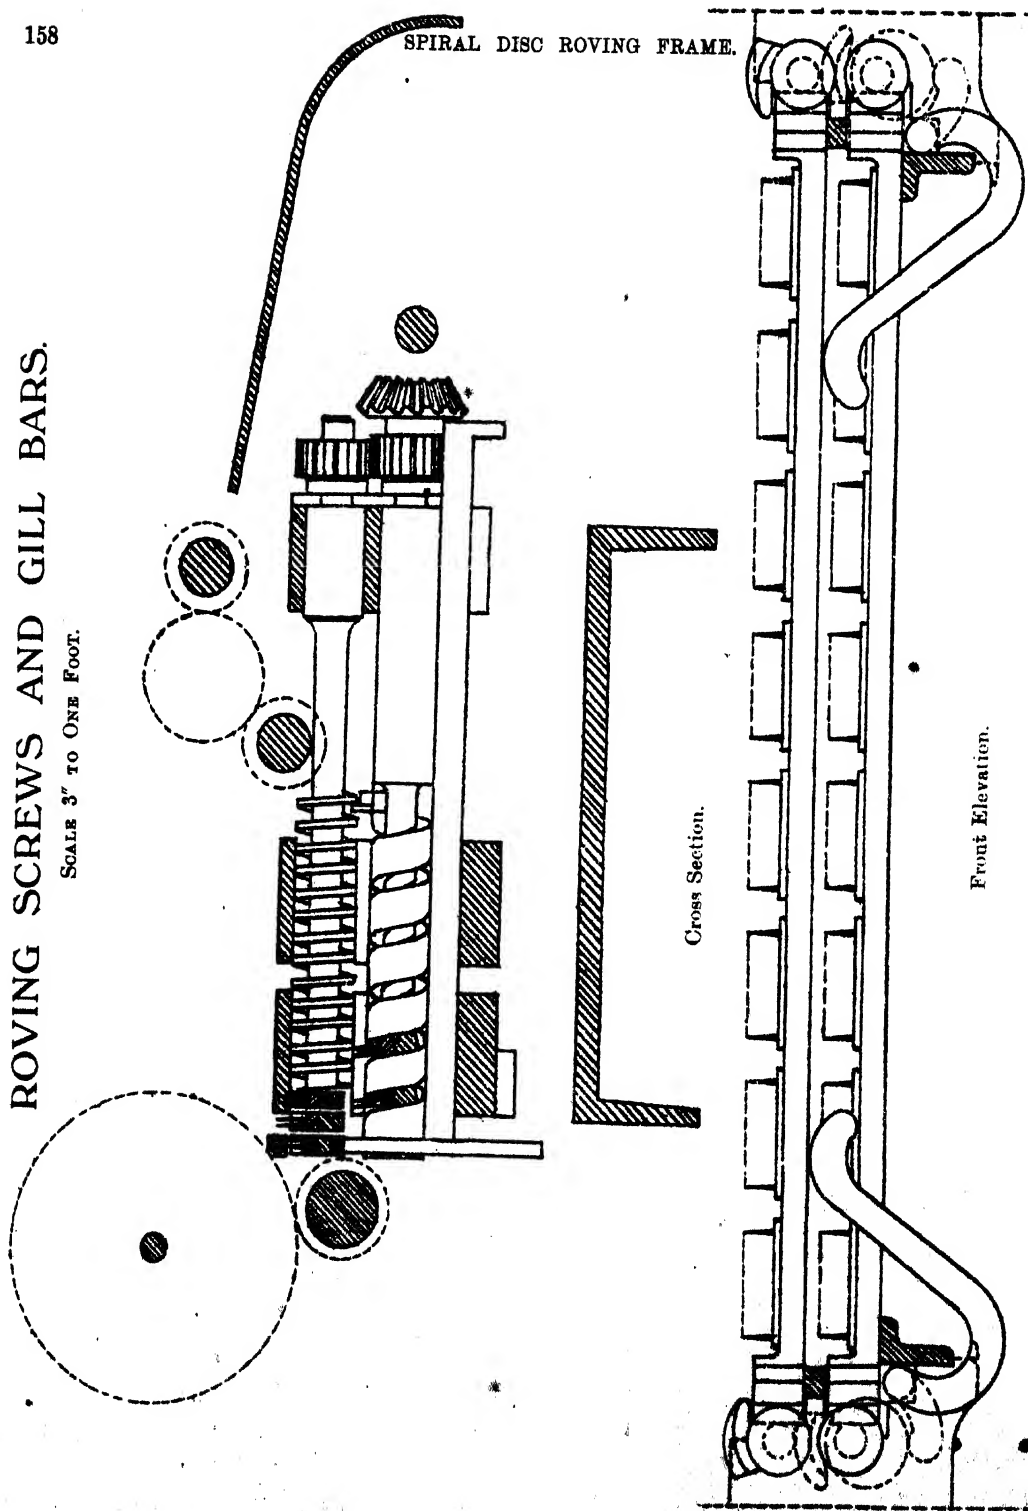 158
SPIRAL DISC ROVING FRAME.
ROVING SCREWS AND GILL BARS.
SCALE 3" TO ONE FOOT.
Cross Section.
Front Elevation.